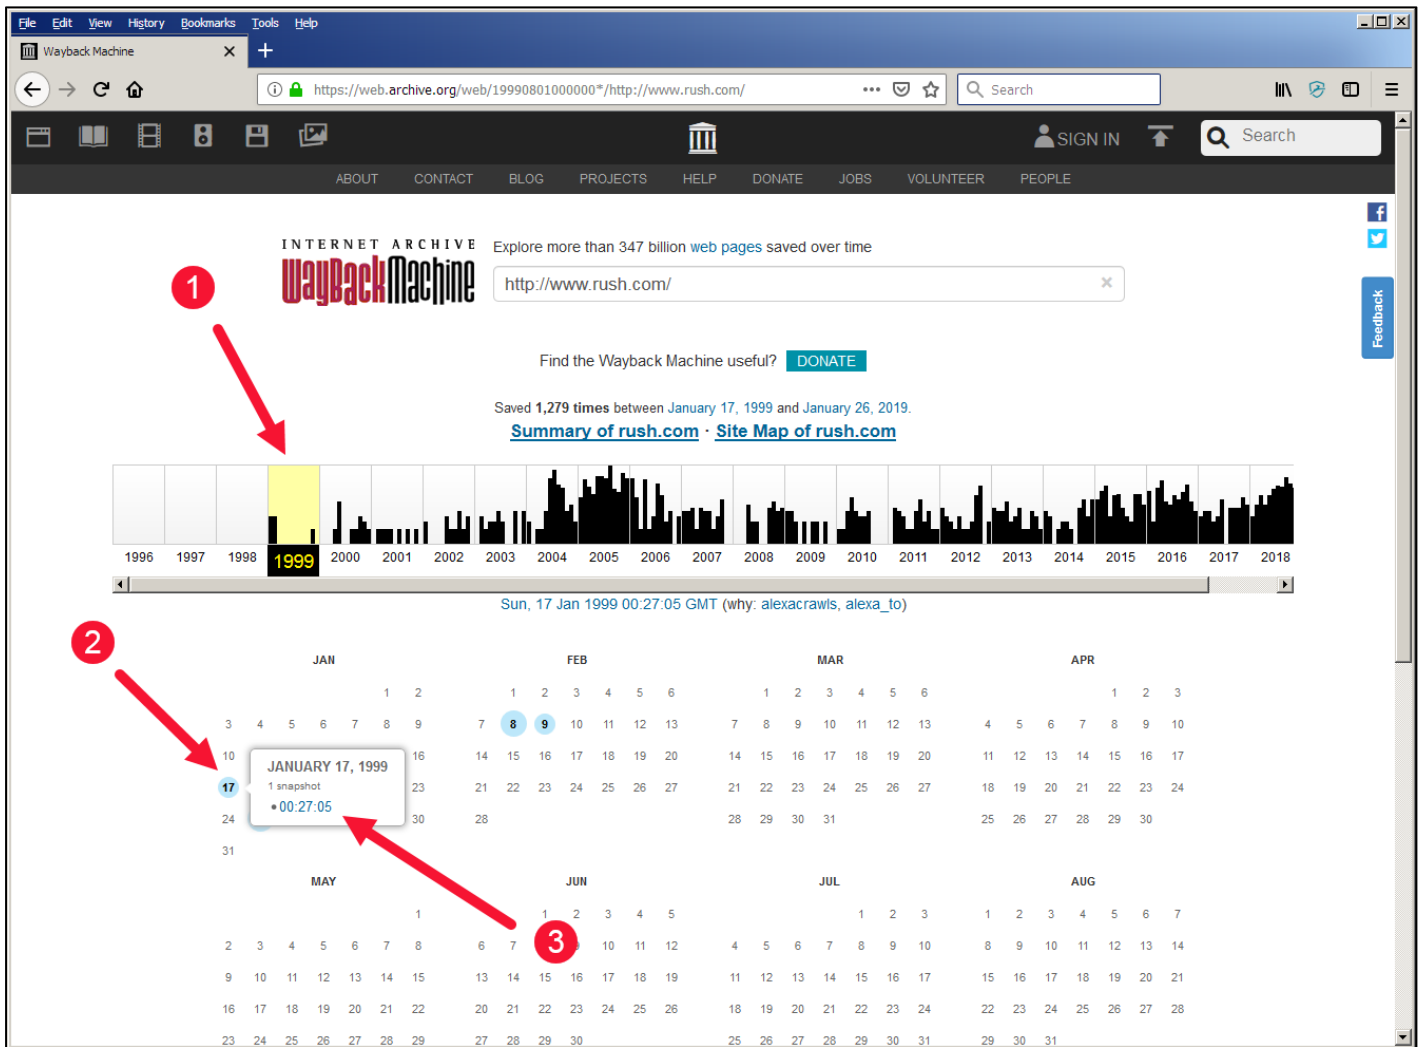 File Edit View History Bookmarks Tools Help
Wayback Machine
https://web.archive.org/web/19990801000000*/http://www.rush.com/
Search
SIGN IN
Search
ABOUT CONTACT BLOG PROJECTS HELP DONATE JOBS VOLUNTEER PEOPLE
INTERNET ARCHIVE
WayBackMachine
Explore more than 347 billion web pages saved over time
http://www.rush.com/
Feedback
1
Find the Wayback Machine useful? DONATE
Saved 1,279 times between January 17, 1999 and January 26, 2019.
Summary of rush.com · Site Map of rush.com
1996 1997 1998 1999 2000 2001 2002 2003 2004 2005 2006 2007 2008 2009 2010 2011 2012 2013 2014 2015 2016 2017 2018
Sun, 17 Jan 1999 00:27:05 GMT (why: alexacrawls, alexa_to)
2
JAN FEB MAR APR
1 2 1 2 3 4 5 6 1 2 3 4 5 6 1 2 3
3 4 5 6 7 8 9 7 8 9 10 11 12 13 7 8 9 10 11 12 13 4 5 6 7 8 9 10
10 16 14 15 16 17 18 19 20 14 15 16 17 18 19 20 11 12 13 14 15 16 17
JANUARY 17, 1999
1 snapshot
• 00:27:05
17 23 21 22 23 24 25 26 27 21 22 23 24 25 26 27 18 19 20 21 22 23 24
24 30 28 28 29 30 31 25 26 27 28 29 30
31
MAY JUN JUL AUG
1 1 2 3 4 5 1 2 3 1 2 3 4 5 6 7
3
2 3 4 5 6 7 8 6 7 9 10 11 12 4 5 6 7 8 9 10 8 9 10 11 12 13 14
9 10 11 12 13 14 15 13 14 15 16 17 18 19 11 12 13 14 15 16 17 15 16 17 18 19 20 21
16 17 18 19 20 21 22 20 21 22 23 24 25 26 18 19 20 21 22 23 24 22 23 24 25 26 27 28
23 24 25 26 27 28 29 27 28 29 30 25 26 27 28 29 30 31 29 30 31